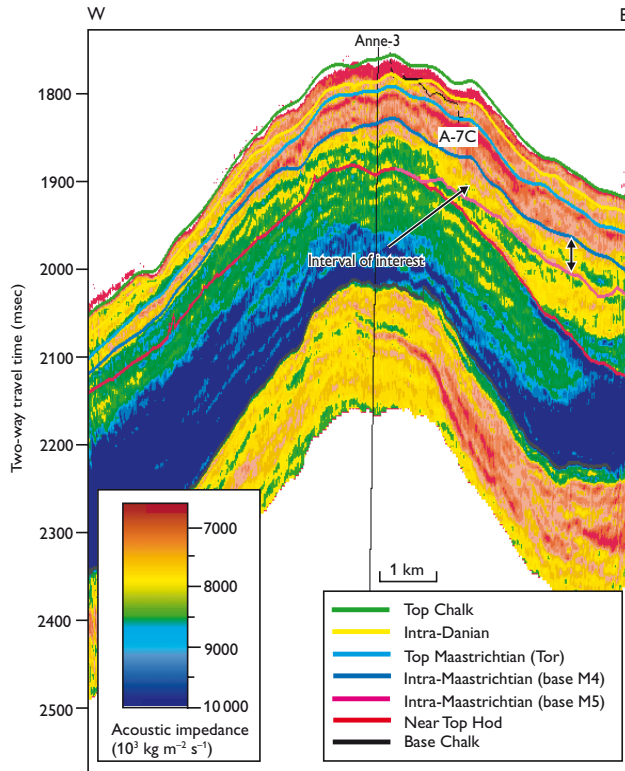 W
E
Anne-3
1800
A-7C
1900
Interval of interest
2000
2100
2200
2300
2400
2500
Two-way travel time (msec)
7000
8000
9000
10 000
Acoustic impedance
(10³ kg m⁻² s⁻¹)
1 km
Top Chalk
Intra-Danian
Top Maastrichtian (Tor)
Intra-Maastrichtian (base M4)
Intra-Maastrichtian (base M5)
Near Top Hod
Base Chalk